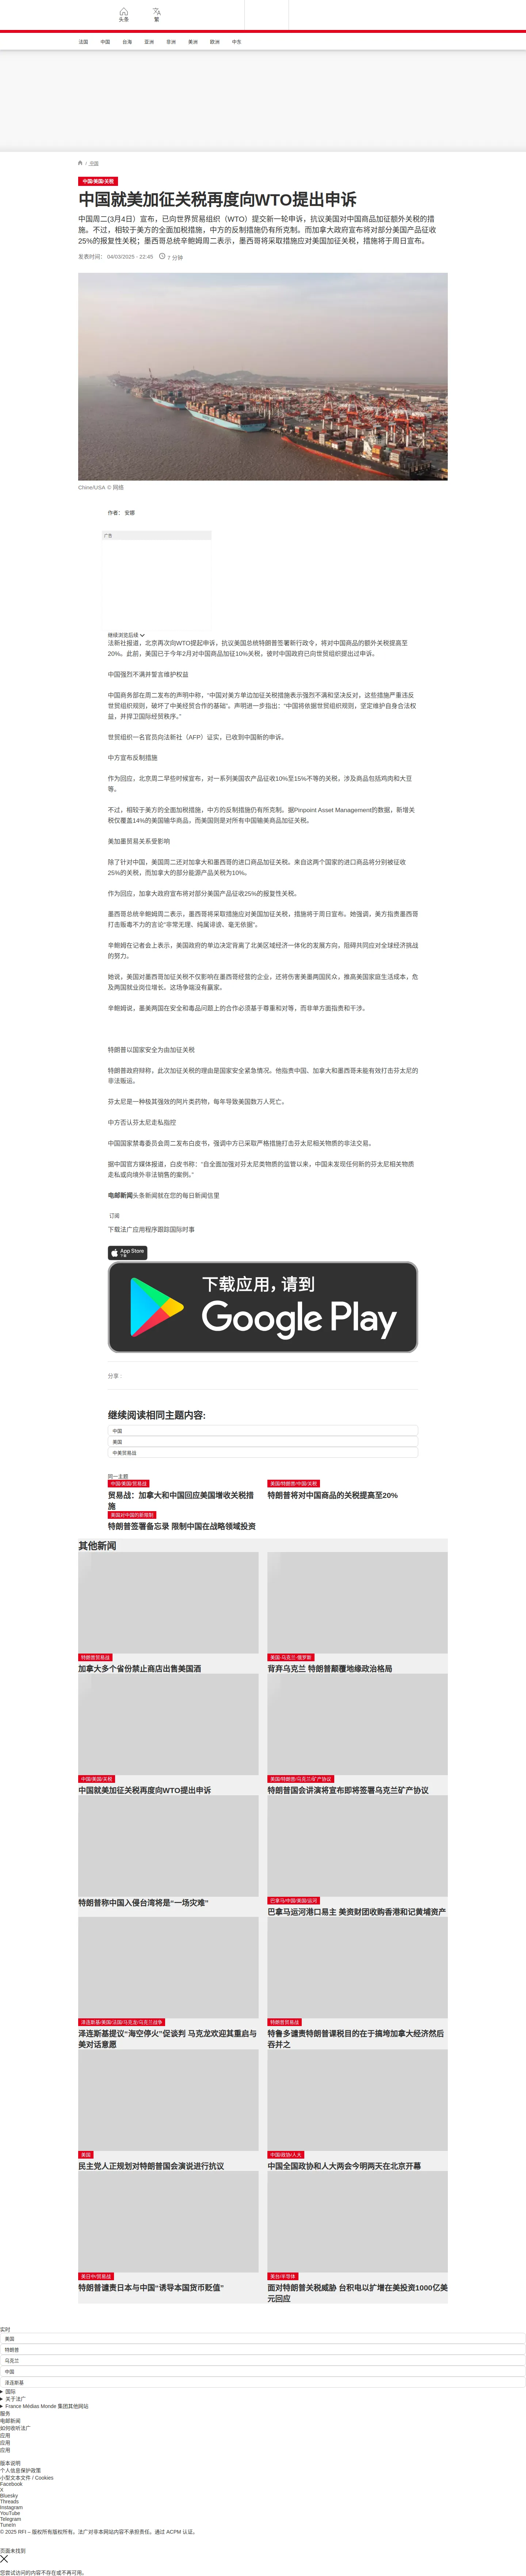 头条
繁
法国
中国
台海
亚洲
非洲
美洲
欧洲
中东
/ 中国
中国/美国/关税
中国就美加征关税再度向WTO提出申诉
中国周二(3月4日）宣布，已向世界贸易组织（WTO）提交新一轮申诉，抗议美国对中国商品加征额外关税的措
施。不过，相较于美方的全面加税措施，中方的反制措施仍有所克制。而加拿大政府宣布将对部分美国产品征收
25%的报复性关税；墨西哥总统辛鲍姆周二表示，墨西哥将采取措施应对美国加征关税，措施将于周日宣布。
发表时间： 04/03/2025 - 22:45
7 分钟
Chine/USA © 网络
作者： 安德
广告
继续浏览后续
法新社报道，北京再次向WTO提起申诉，抗议美国总统特朗普签署新行政令，将对中国商品的额外关税提高至
20%。此前，美国已于今年2月对中国商品加征10%关税，彼时中国政府已向世贸组织提出过申诉。
中国强烈不满并誓言维护权益
中国商务部在周二发布的声明中称，“中国对美方单边加征关税措施表示强烈不满和坚决反对，这些措施严重违反
世贸组织规则，破坏了中美经贸合作的基础”。声明进一步指出：“中国将依据世贸组织规则，坚定维护自身合法权
益，并捍卫国际经贸秩序。”
世贸组织一名官员向法新社（AFP）证实，已收到中国新的申诉。
中方宣布反制措施
作为回应，北京周二早些时候宣布，对一系列美国农产品征收10%至15%不等的关税，涉及商品包括鸡肉和大豆
等。
不过，相较于美方的全面加税措施，中方的反制措施仍有所克制。据Pinpoint Asset Management的数据，新增关
税仅覆盖14%的美国输华商品，而美国则是对所有中国输美商品加征关税。
美加墨贸易关系受影响
除了针对中国，美国周二还对加拿大和墨西哥的进口商品加征关税。来自这两个国家的进口商品将分别被征收
25%的关税，而加拿大的部分能源产品关税为10%。
作为回应，加拿大政府宣布将对部分美国产品征收25%的报复性关税。
墨西哥总统辛鲍姆周二表示，墨西哥将采取措施应对美国加征关税，措施将于周日宣布。她强调，美方指责墨西哥
打击贩毒不力的言论“非常无理、纯属诽谤、毫无依据”。
辛鲍姆在记者会上表示，美国政府的单边决定背离了北美区域经济一体化的发展方向，阻碍共同应对全球经济挑战
的努力。
她说，美国对墨西哥加征关税不仅影响在墨西哥经营的企业，还将伤害美墨两国民众，推高美国家庭生活成本，危
及两国就业岗位增长。这场争端没有赢家。
辛鲍姆说，墨美两国在安全和毒品问题上的合作必须基于尊重和对等，而非单方面指责和干涉。
特朗普以国家安全为由加征关税
特朗普政府辩称，此次加征关税的理由是国家安全紧急情况。他指责中国、加拿大和墨西哥未能有效打击芬太尼的
非法贩运。
芬太尼是一种极其强效的阿片类药物，每年导致美国数万人死亡。
中方否认芬太尼走私指控
中国国家禁毒委员会周二发布白皮书，强调中方已采取严格措施打击芬太尼相关物质的非法交易。
据中国官方媒体报道，白皮书称：“自全面加强对芬太尼类物质的监管以来，中国未发现任何新的芬太尼相关物质
走私或向境外非法销售的案例。”
电邮新闻头条新闻就在您的每日新闻信里
订阅
下载法广应用程序跟踪国际时事
App Store
下载
下载应用，请到
Google Play
分享 :
继续阅读相同主题内容:
中国
美国
中美贸易战
同一主题
中国/美国/贸易战
贸易战：加拿大和中国回应美国增收关税措
施
美国/特朗普/中国/关税
特朗普将对中国商品的关税提高至20%
美国对中国的新规制
特朗普签署备忘录 限制中国在战略领域投资
其他新闻
特朗普贸易战
加拿大多个省份禁止商店出售美国酒
美国·乌克兰·俄罗斯
背弃乌克兰 特朗普颠覆地缘政治格局
中国/美国/关税
中国就美加征关税再度向WTO提出申诉
美国/特朗普/乌克兰/矿产协议
特朗普国会讲演将宣布即将签署乌克兰矿产协议
特朗普称中国入侵台湾将是“一场灾难”
巴拿马/中国/美国/运河
巴拿马运河港口易主 美资财团收购香港和记黄埔资产
泽连斯基/美国/法国/马克龙/乌克兰战争
泽连斯基提议“海空停火”促谈判 马克龙欢迎其重启与
美对话意愿
特朗普贸易战
特鲁多谴责特朗普课税目的在于搞垮加拿大经济然后
吞并之
美国
民主党人正规划对特朗普国会演说进行抗议
中国/政协/人大
中国全国政协和人大两会今明两天在北京开幕
美日中/贸易战
特朗普谴责日本与中国“诱导本国货币贬值”
美台/半导体
面对特朗普关税威胁 台积电以扩增在美投资1000亿美
元回应
实时
美国
特朗普
乌克兰
中国
泽连斯基
国际
关于法广
France Médias Monde 集团其他网站
服务
电邮新闻
如何收听法广
应用
应用
应用
版本说明
个人信息保护政策
小型文本文件 / Cookies
Facebook
X
Bluesky
Threads
Instagram
YouTube
Telegram
TuneIn
© 2025 RFI – 版权所有版权所有。法广对非本网站内容不承担责任。通过 ACPM 认证。
页面未找到
您尝试访问的内容不存在或不再可用。